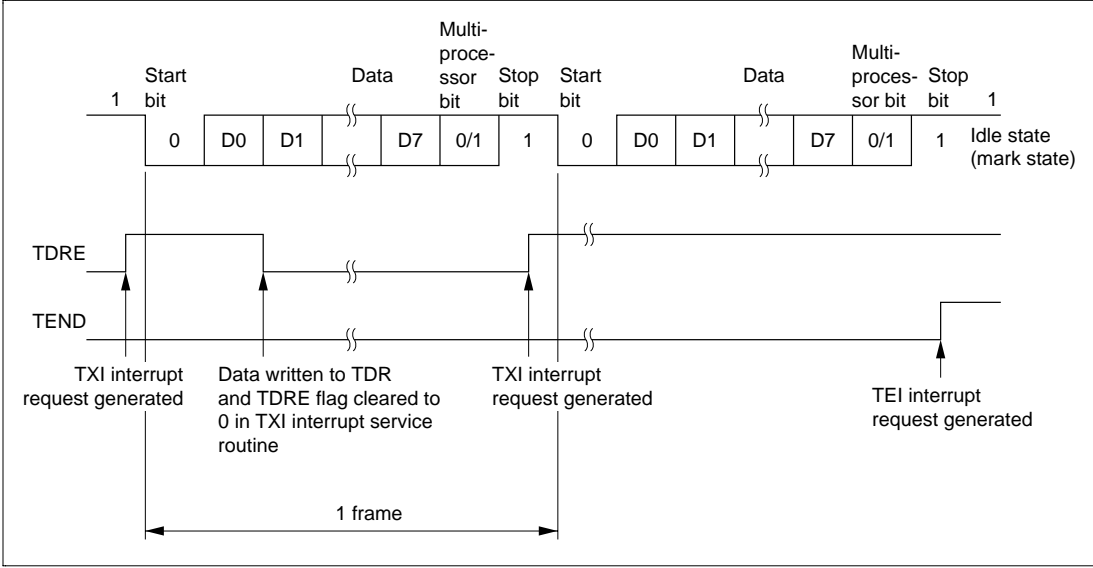 Multi-
proce-
ssor
bit
Start
bit
Data
Stop
bit
Start
bit
Data
Multi-
proces-
sor bit
Stop
bit
1
1
0
D0
D1
D7
0/1
1
0
D0
D1
D7
0/1
1
Idle state
(mark state)
TDRE
TEND
TXI interrupt
request generated
Data written to TDR
and TDRE flag cleared to
0 in TXI interrupt service
routine
TXI interrupt
request generated
TEI interrupt
request generated
1 frame